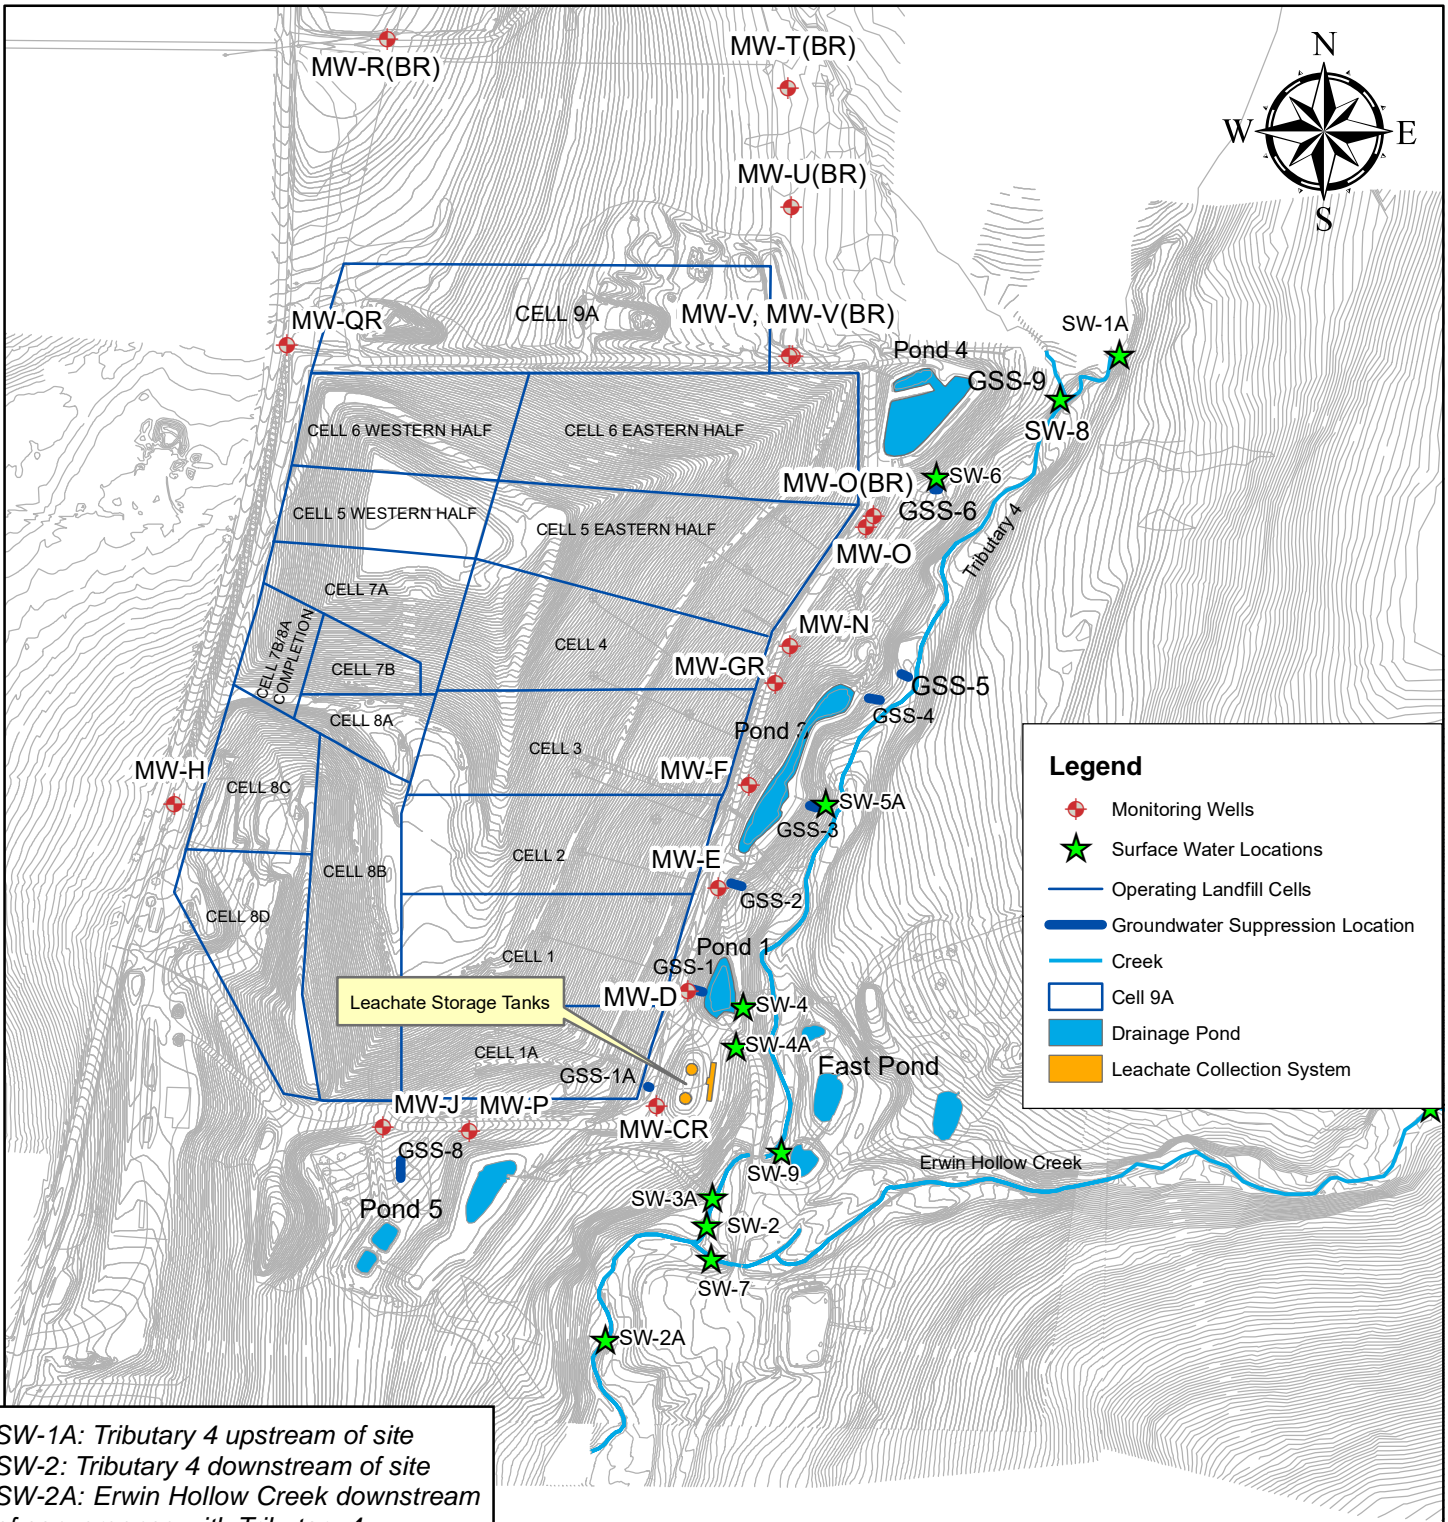 MW-R(BR)
MW-T(BR)
N
W
E
S
MW-U(BR)
CELL 9A
MW-QR
MW-V, MW-V(BR)
SW-1A
Pond 4
GSS-9
SW-8
CELL 6 WESTERN HALF
CELL 6 EASTERN HALF
MW-O(BR)
SW-6
GSS-6
CELL 5 WESTERN HALF
CELL 5 EASTERN HALF
MW-O
Tributary 4
CELL 7A
CELL 7B/8A
COMPLETION
CELL 4
MW-N
CELL 7B
MW-GR
GSS-5
GSS-4
CELL 8A
Pond 3
CELL 3
MW-H
MW-F
CELL 8C
SW-5A
GSS-3
CELL 2
MW-E
CELL 8B
GSS-2
CELL 8D
Pond 1
CELL 1
GSS-1
Leachate Storage Tanks
MW-D
SW-4
SW-4A
CELL 1A
East Pond
GSS-1A
MW-J
MW-P
MW-CR
GSS-8
SW-9
Erwin Hollow Creek
SW-3A
Pond 5
SW-2
SW-7
SW-2A
Legend
Monitoring Wells
Surface Water Locations
Operating Landfill Cells
Groundwater Suppression Location
Creek
Cell 9A
Drainage Pond
Leachate Collection System
SW-1A: Tributary 4 upstream of site
SW-2: Tributary 4 downstream of site
SW-2A: Erwin Hollow Creek downstream